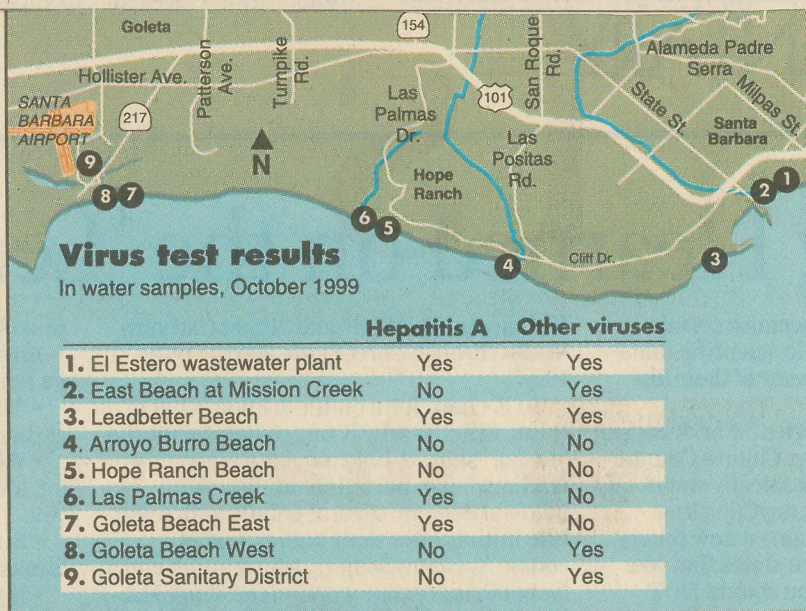 Goleta
154
Hollister Ave.
Patterson Ave.
Turnpike Rd.
San Roque Rd.
Alameda Padre
Serra
SANTA
BARBARA
AIRPORT
217
Las
Palmas
Dr.
101
State St.
Milpas St.
Santa
Barbara
N
Las
Positas
Rd.
Hope
Ranch
9
8
7
6
5
4
Cliff Dr.
3
2
1
Virus test results
In water samples, October 1999
Hepatitis A Other viruses
1. El Estero wastewater plant Yes Yes
2. East Beach at Mission Creek No Yes
3. Leadbetter Beach Yes Yes
4. Arroyo Burro Beach No No
5. Hope Ranch Beach No No
6. Las Palmas Creek Yes No
7. Goleta Beach East Yes No
8. Goleta Beach West No Yes
9. Goleta Sanitary District No Yes